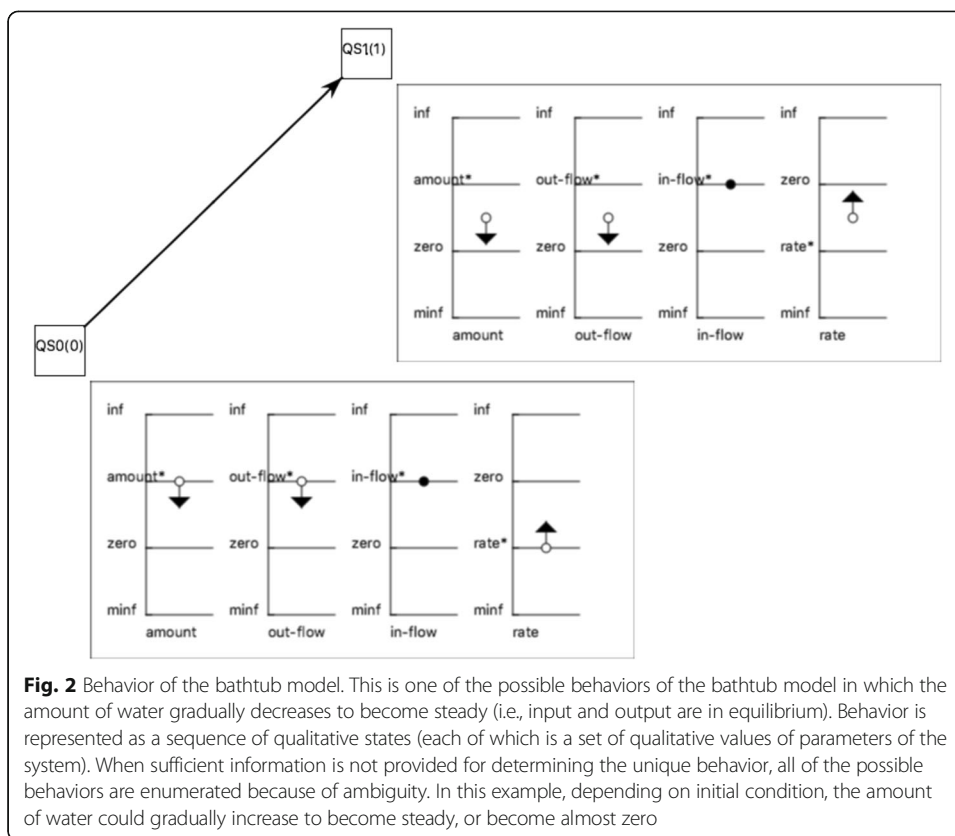 QS1(1)
inf inf inf inf
amount* out-flow* in-flow* zero
zero zero zero rate*
minf minf minf minf
amount out-flow in-flow rate
QS0(0)
inf inf inf inf
amount* out-flow* in-flow* zero
zero zero zero rate*
minf minf minf minf
amount out-flow in-flow rate
Fig. 2 Behavior of the bathtub model. This is one of the possible behaviors of the bathtub model in which the
amount of water gradually decreases to become steady (i.e., input and output are in equilibrium). Behavior is
represented as a sequence of qualitative states (each of which is a set of qualitative values of parameters of the
system). When sufficient information is not provided for determining the unique behavior, all of the possible
behaviors are enumerated because of ambiguity. In this example, depending on initial condition, the amount
of water could gradually increase to become steady, or become almost zero